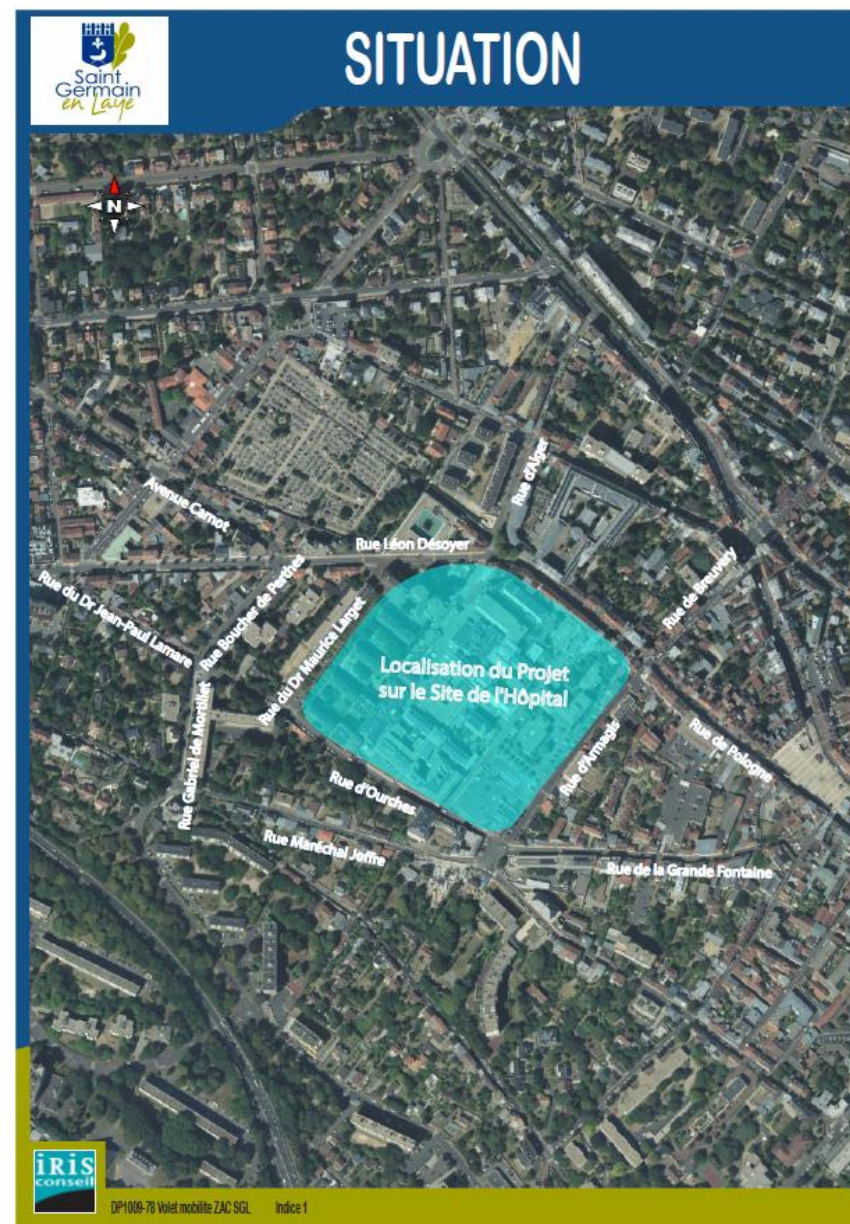 Saint
Germain
en Laye
SITUATION
N
Rue d'Alger
Avenue Carnot
Rue Léon Désoyer
Rue de Breuvery
Rue du Dr Jean-Paul Lamare
Rue Boucher de Perthes
Rue du Dr Maurice Larget
Localisation du Projet
sur le Site de l'Hôpital
Rue Gabriel de Mortillet
Rue d'Armagis
Rue de Pologne
Rue d'Ourches
Rue Maréchal Joffre
Rue de la Grande Fontaine
iRiS
conseil
DP1009-78 Volet mobilite ZAC SGL Indice 1